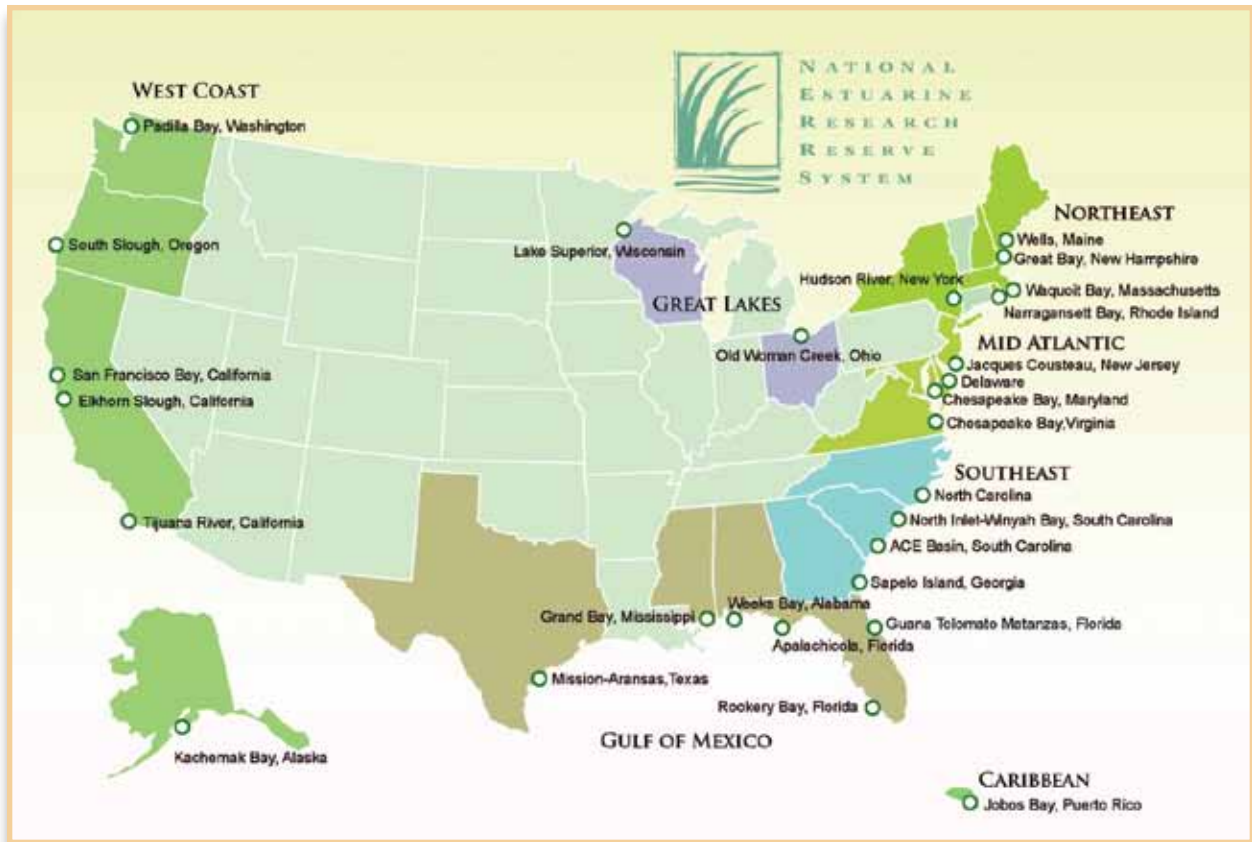 NATIONAL
ESTUARINE
RESEARCH
RESERVE
SYSTEM
WEST COAST
Padilla Bay, Washington
South Slough, Oregon
San Francisco Bay, California
Elkhorn Slough, California
Tijuana River, California
Kachemak Bay, Alaska
Lake Superior, Wisconsin
GREAT LAKES
Old Woman Creek, Ohio
NORTHEAST
Wells, Maine
Great Bay, New Hampshire
Hudson River, New York
Waquoit Bay, Massachusetts
Narragansett Bay, Rhode Island
MID ATLANTIC
Jacques Cousteau, New Jersey
Delaware
Chesapeake Bay, Maryland
Chesapeake Bay,Virginia
SOUTHEAST
North Carolina
North Inlet-Winyah Bay, South Carolina
ACE Basin, South Carolina
Sapelo Island, Georgia
Guana Tolomato Matanzas, Florida
Grand Bay, Mississippi
Weeks Bay, Alabama
Apalachicola, Florida
Mission-Aransas,Texas
Rookery Bay, Florida
GULF OF MEXICO
CARIBBEAN
Jobos Bay, Puerto Rico